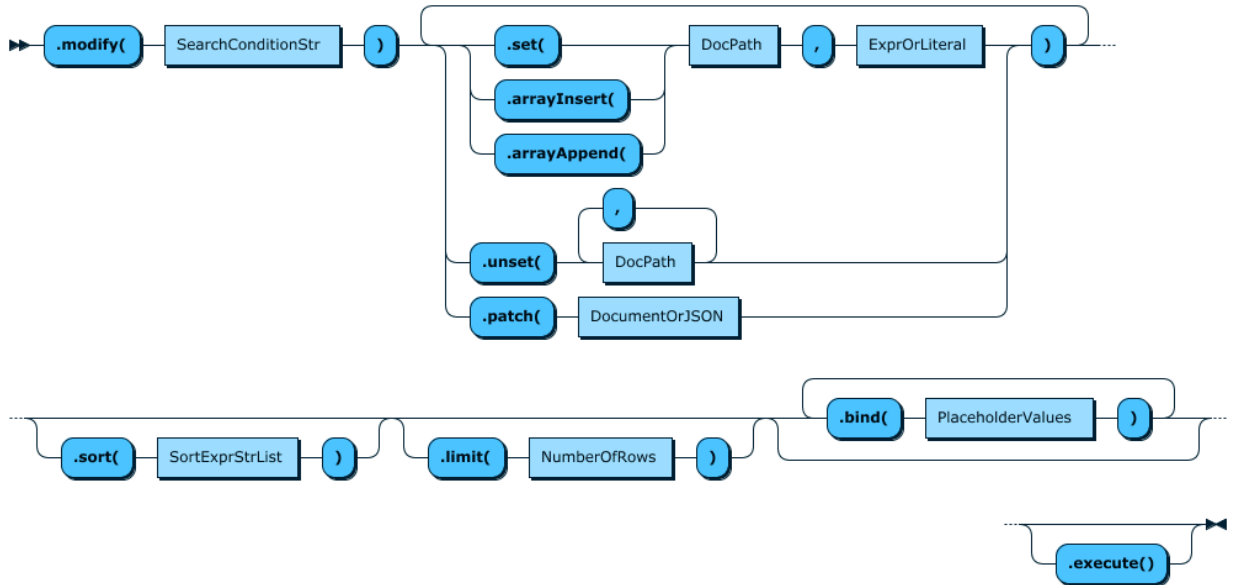 .modify( SearchConditionStr ) .set( DocPath , ExprOrLiteral )
.arrayInsert(
.arrayAppend(
,
.unset( DocPath
.patch( DocumentOrJSON
.bind( PlaceholderValues )
.sort( SortExprStrList ) .limit( NumberOfRows )
.execute()